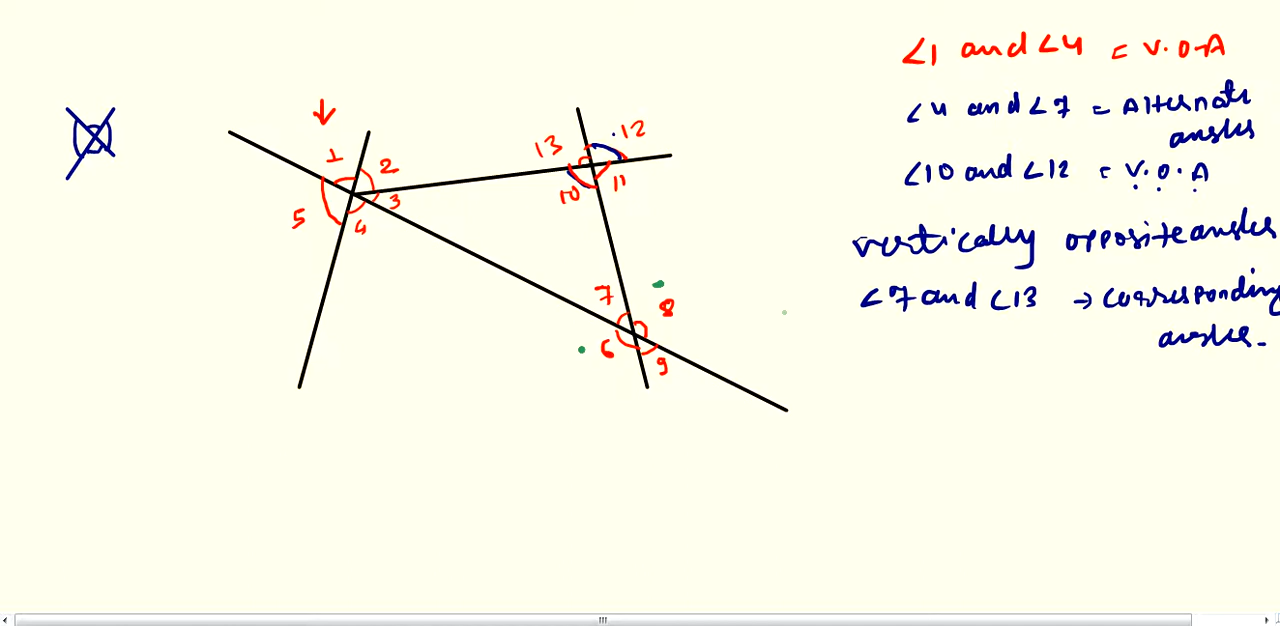 ∠1 and ∠4 = V.O.A
∠4 and ∠7 = Alternate
angles
∠10 and ∠12 = V.O.A
vertically opposite angles
∠7 and ∠13 → corresponding
angles.
1
2
3
4
5
13
12
10
11
7
8
6
9